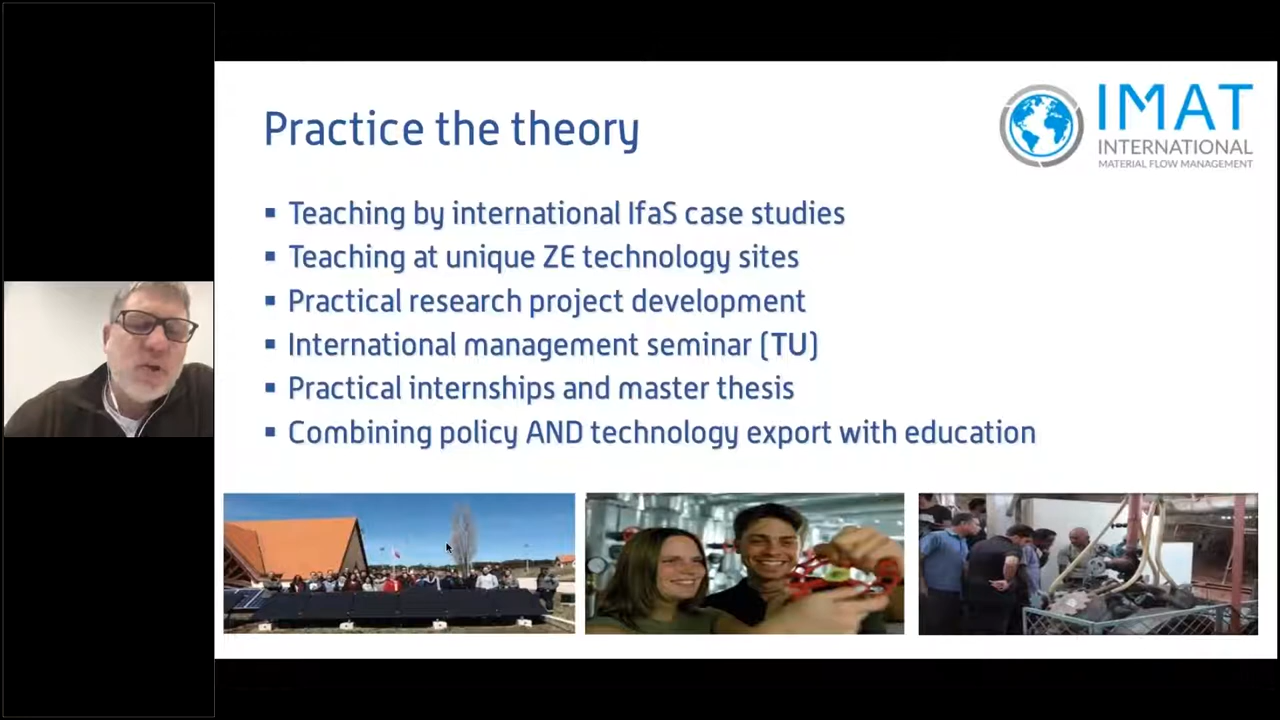 Practice the theory
IMAT
INTERNATIONAL
MATERIAL FLOW MANAGEMENT
▪ Teaching by international IfaS case studies
▪ Teaching at unique ZE technology sites
▪ Practical research project development
▪ International management seminar (TU)
▪ Practical internships and master thesis
▪ Combining policy AND technology export with education